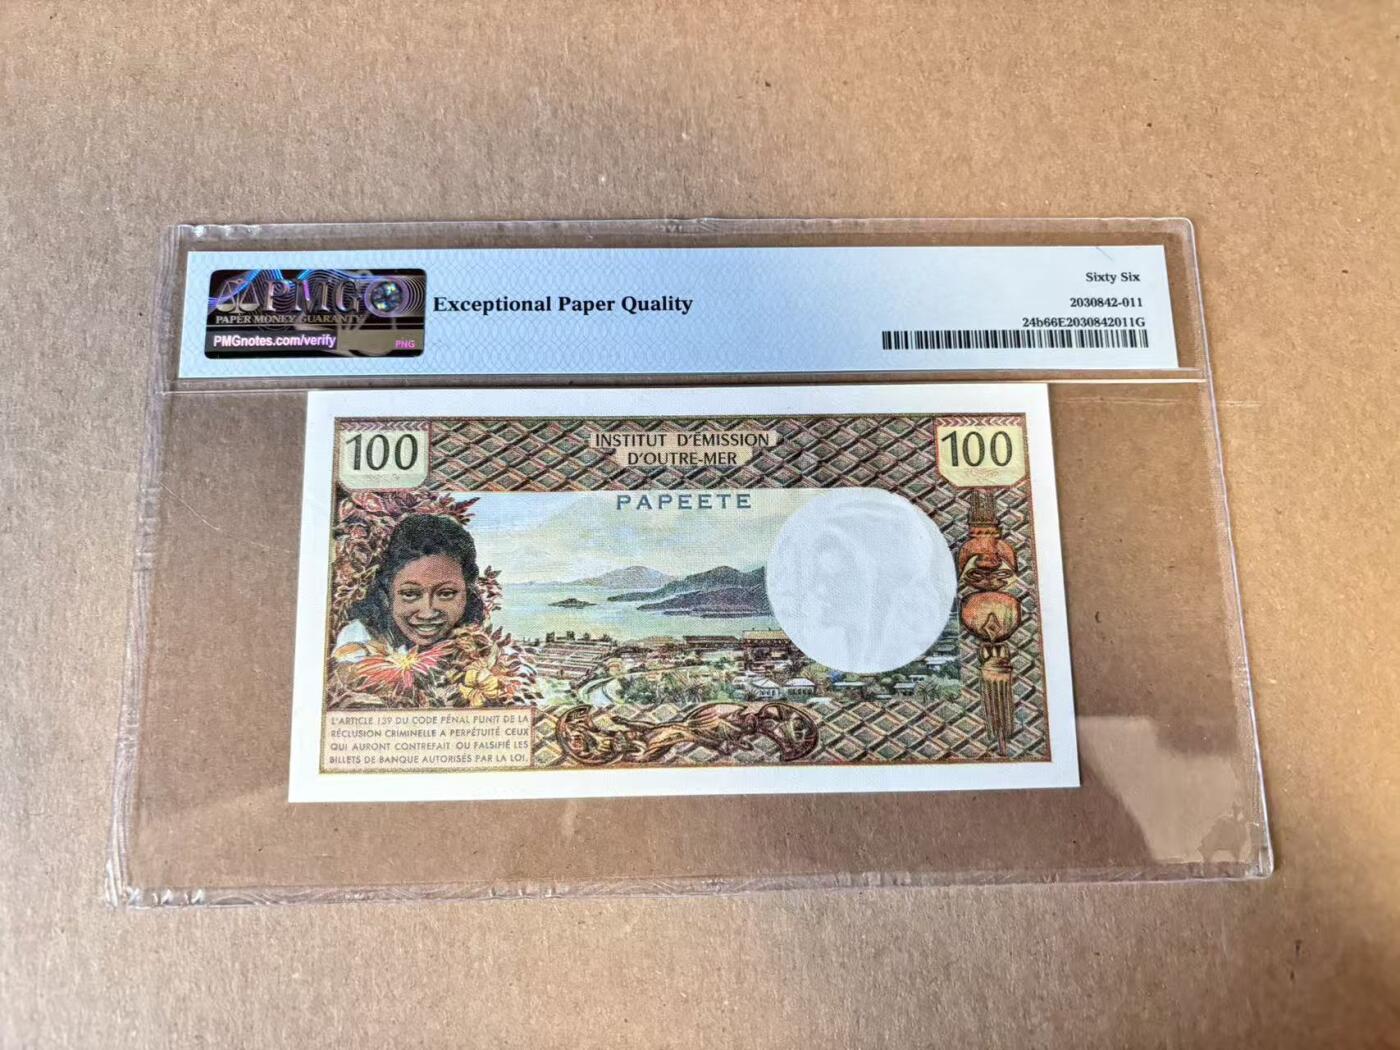 PMG
PAPER MONEY GUARANTY
PMGnotes.com/verify
PNG
Exceptional Paper Quality
Sixty Six
2030842-011
24b66E2030842011G
100
INSTITUT D'ÉMISSION
D'OUTRE-MER
100
PAPEETE
L'ARTICLE 139 DU CODE PÉNAL PUNIT DE LA
RÉCLUSION CRIMINELLE A PERPÉTUITÉ CEUX
QUI AURONT CONTREFAIT OU FALSIFIÉ LES
BILLETS DE BANQUE AUTORISÉS PAR LA LOI.